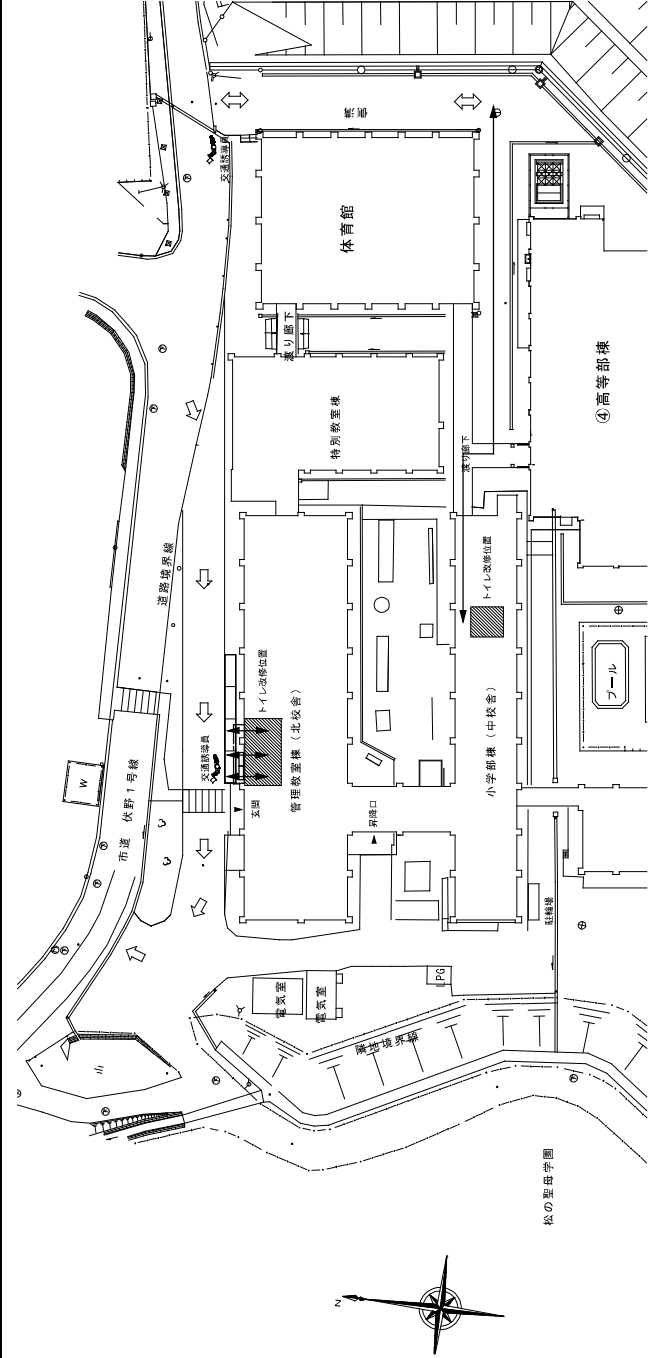 交通誘導員
体育館
渡り廊下
④高等部棟
特別教室棟
渡り廊下
道路境界線
トイレ改修位置
トイレ改修位置
プール
管理教室棟（北校舎）
小学部棟（中校舎）
交通誘導員
W
玄関
昇降口
市道 伏野1号線
駐輪場
LPG
電気室
電気室
隣地境界線
松の聖母学園
N